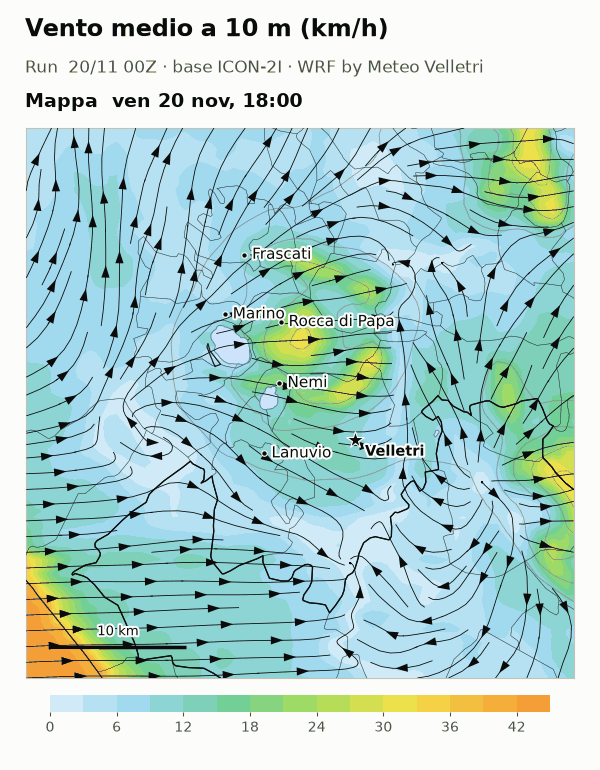 Vento medio a 10 m (km/h)
Run  20/11 00Z · base ICON-2I · WRF by Meteo Velletri
Mappa  ven 20 nov, 18:00
Frascati
Marino
Rocca di Papa
Nemi
Velletri
Lanuvio
10 km
0 6 12 18 24 30 36 42